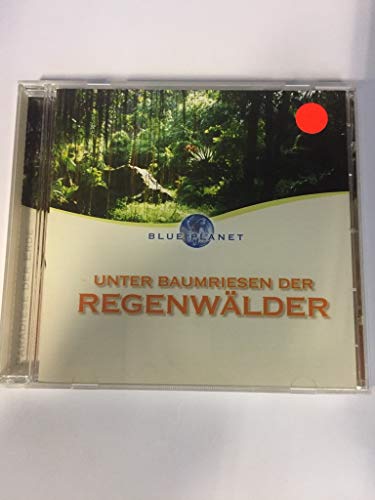 BLUE PLANET
UNTER BAUMRIESEN DER
REGENWÄLDER